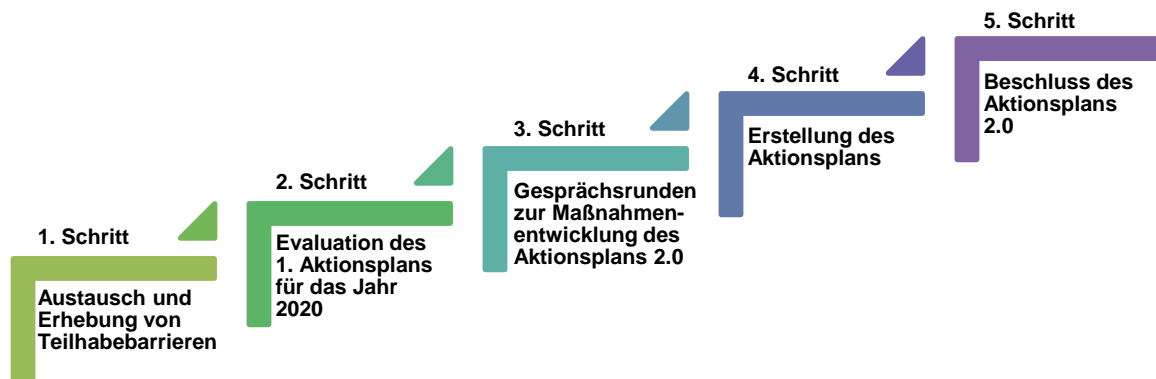 1. Schritt
Austausch und
Erhebung von
Teilhabebarrieren
2. Schritt
Evaluation des
1. Aktionsplans
für das Jahr
2020
3. Schritt
Gesprächsrunden
zur Maßnahmen-
entwicklung des
Aktionsplans 2.0
4. Schritt
Erstellung des
Aktionsplans
5. Schritt
Beschluss des
Aktionsplans
2.0